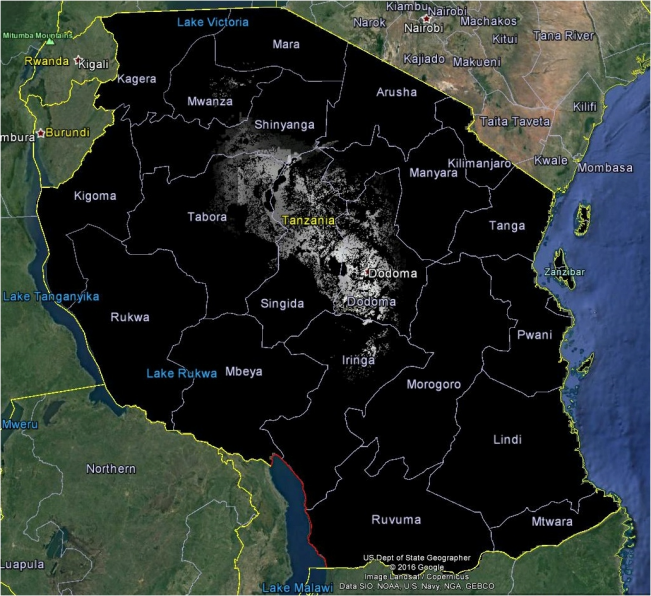 Kiambu
Nairobi
Lake Victoria
Narok
Machakos
Nairobi
Tana River
Kitui
Mitumba Mountains
Mara
Rwanda
Kigali
Kajiado
Makueni
Kagera
Arusha
Mwanza
Kilifi
Taita Taveta
Shinyanga
mbura
Burundi
Kilimanjaro
Kwale
Mombasa
Manyara
Kigoma
Tabora
Tanzania
Tanga
Dodoma
Zanzibar
Lake Tanganyika
Singida
Dodoma
Rukwa
Pwani
Iringa
Lake Rukwa
Mbeya
Morogoro
Mweru
Lindi
Northern
Ruvuma
Mtwara
US Dept of State Geographer
© 2016 Google
Image Landsat / Copernicus
Data SIO, NOAA, U.S. Navy, NGA, GEBCO
Luapula
Lake Malawi